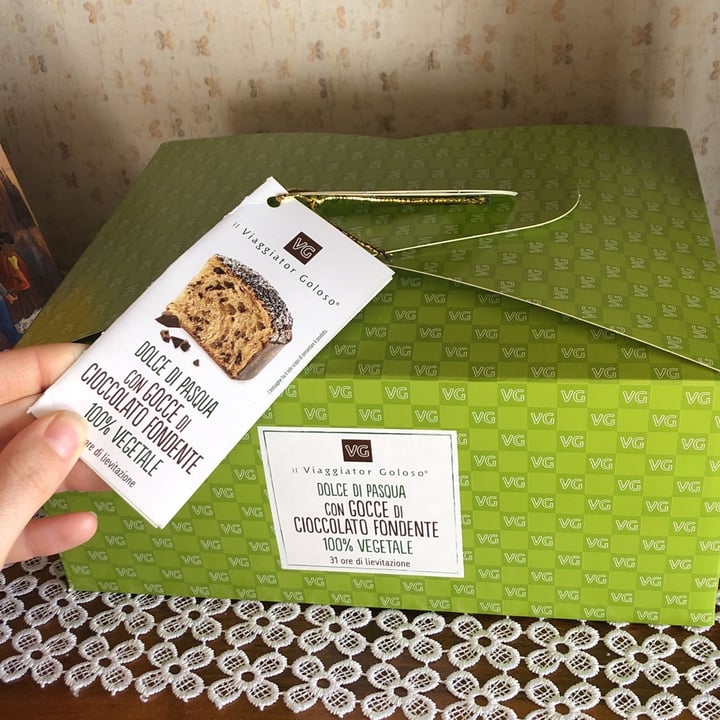 VG
il Viaggiator Goloso®
DOLCE DI PASQUA
CON GOCCE DI
CIOCCOLATO FONDENTE
100% VEGETALE
31 ore di lievitazione
VG
il Viaggiator Goloso®
DOLCE DI PASQUA
CON GOCCE DI
CIOCCOLATO FONDENTE
100% VEGETALE
31 ore di lievitazione